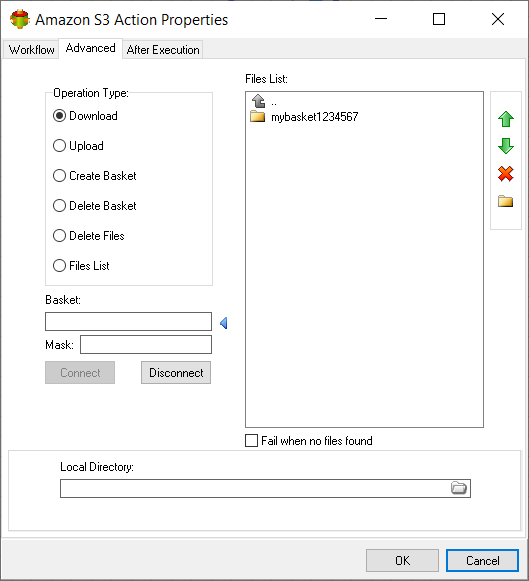 Amazon S3 Action Properties
Workflow Advanced After Execution
Operation Type:
Download
Upload
Create Basket
Delete Basket
Delete Files
Files List
Basket:
Mask:
Connect Disconnect
Files List:
..
mybasket1234567
Fail when no files found
Local Directory:
OK Cancel